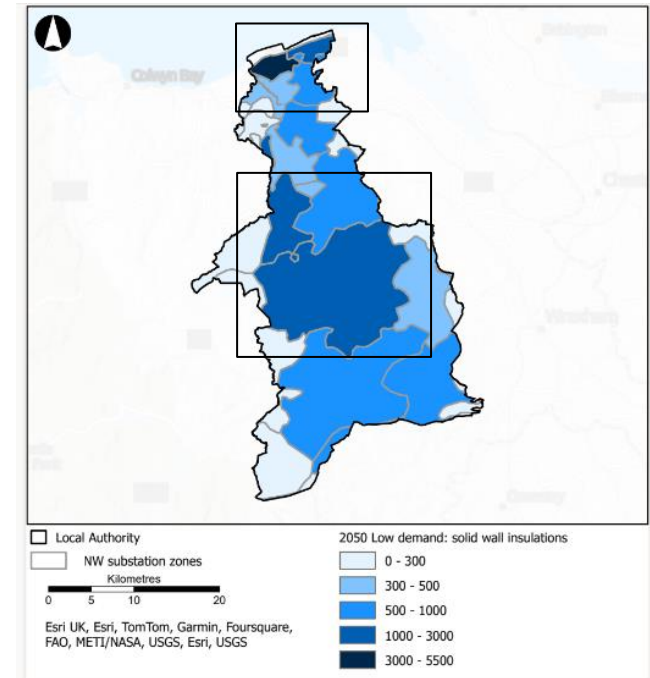 Colwyn Bay
Wrexham
Local Authority
NW substation zones
Kilometres
0 5 10 20
Esri UK, Esri, TomTom, Garmin, Foursquare,
FAO, METI/NASA, USGS, Esri, USGS
2050 Low demand: solid wall insulations
0 - 300
300 - 500
500 - 1000
1000 - 3000
3000 - 5500